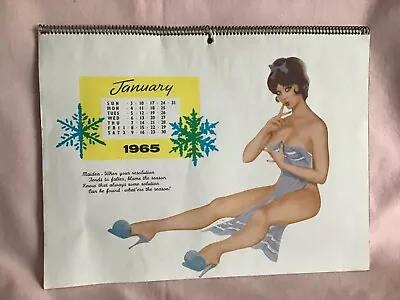 January
SUN 3 10 17 24 31
MON 4 11 18 25
TUES 5 12 19 26
WED 6 13 20 27
THU 7 14 21 28
FRI 1 8 15 22 29
SAT 2 9 16 23 30
1965
Maiden - When your resolution
Tends to falter, blame the season.
Know that always some solution
Can be found - what'ere the season!